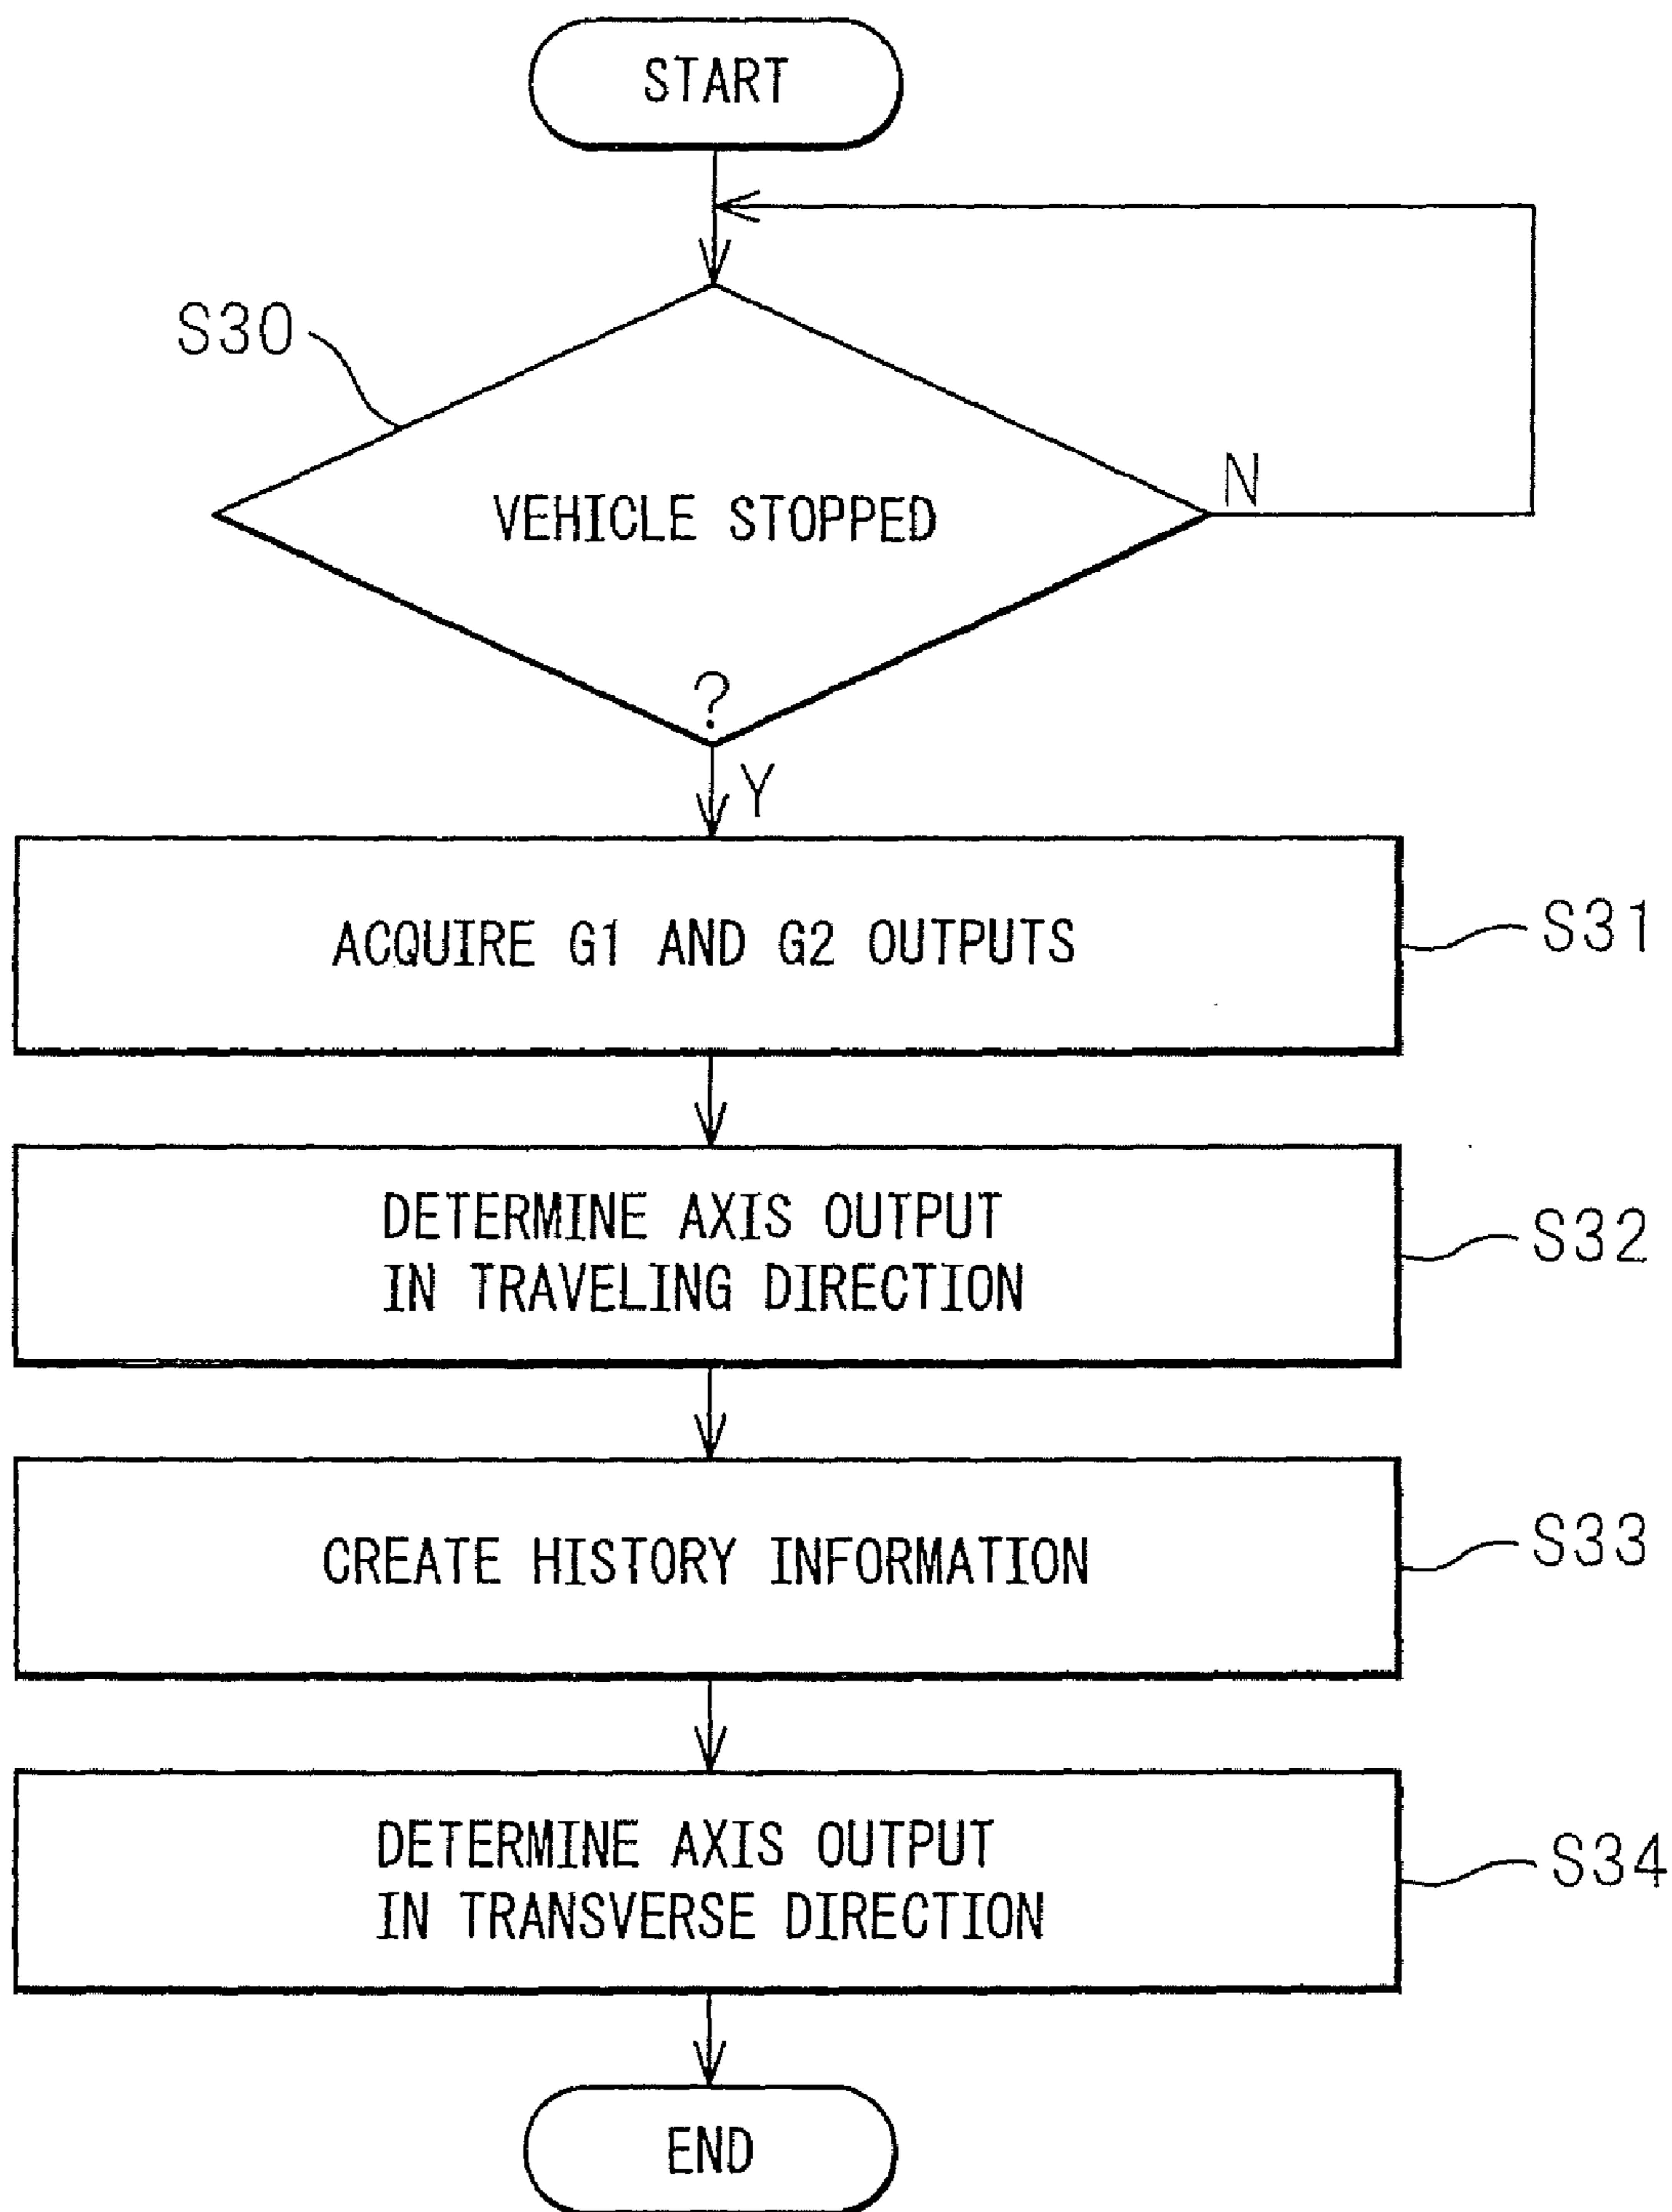 START
S30
VEHICLE STOPPED
N
?
Y
ACQUIRE G1 AND G2 OUTPUTS
S31
DETERMINE AXIS OUTPUT
IN TRAVELING DIRECTION
S32
CREATE HISTORY INFORMATION
S33
DETERMINE AXIS OUTPUT
IN TRANSVERSE DIRECTION
S34
END